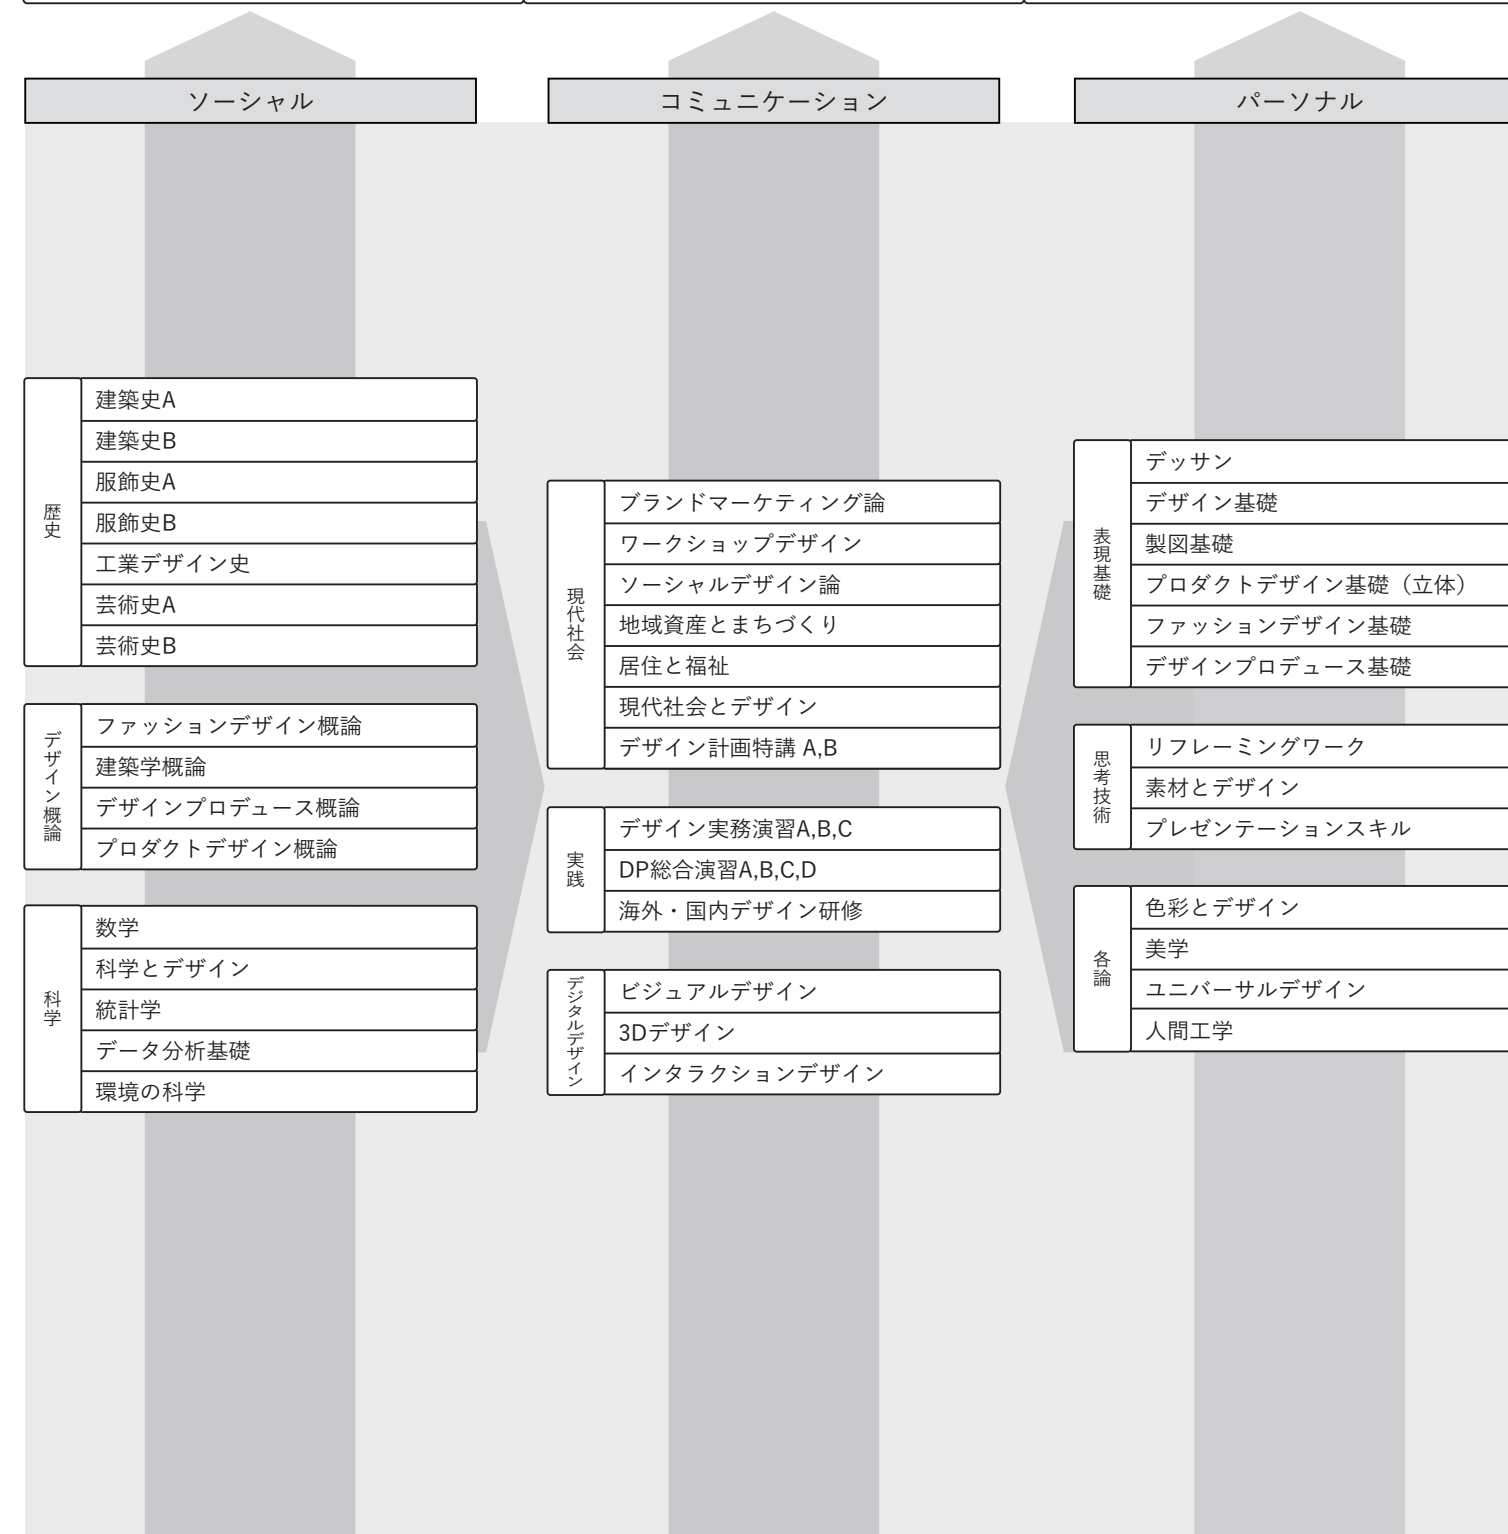 ソーシャル
歴史
建築史A
建築史B
服飾史A
服飾史B
工業デザイン史
芸術史A
芸術史B
デザイン概論
ファッションデザイン概論
建築学概論
デザインプロデュース概論
プロダクトデザイン概論
科学
数学
科学とデザイン
統計学
データ分析基礎
環境の科学
コミュニケーション
現代社会
ブランドマーケティング論
ワークショップデザイン
ソーシャルデザイン論
地域資産とまちづくり
居住と福祉
現代社会とデザイン
デザイン計画特講 A,B
実践
デザイン実務演習A,B,C
DP総合演習A,B,C,D
海外・国内デザイン研修
デジタルデザイン
ビジュアルデザイン
3Dデザイン
インタラクションデザイン
パーソナル
表現基礎
デッサン
デザイン基礎
製図基礎
プロダクトデザイン基礎（立体）
ファッションデザイン基礎
デザインプロデュース基礎
思考技術
リフレーミングワーク
素材とデザイン
プレゼンテーションスキル
各論
色彩とデザイン
美学
ユニバーサルデザイン
人間工学